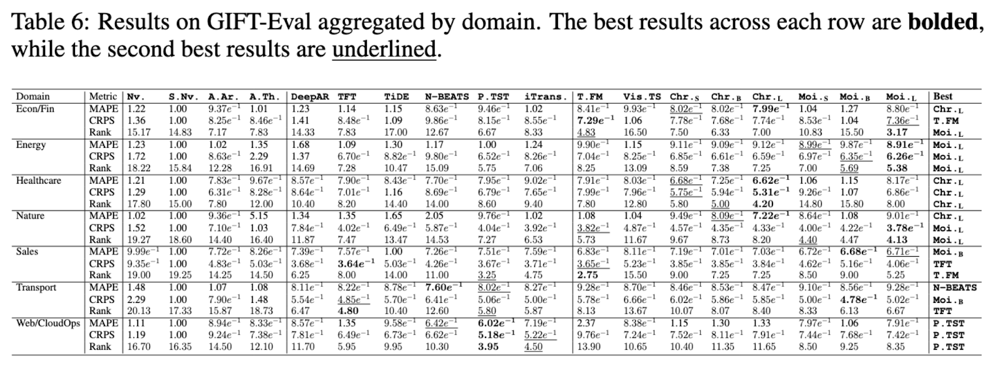 Table 6: Results on GIFT-Eval aggregated by domain. The best results across each row are bolded,
while the second best results are underlined.
Domain Metric Nv. S.Nv. A.Ar. A.Th. DeepAR TFT TiDE N-BEATS P.TST iTrans. T.FM Vis.TS Chr.S Chr.B Chr.L Moi.S Moi.B Moi.L Best
Econ/Fin MAPE 1.22 1.00 9.37e−1 1.01 1.23 1.14 1.15 8.63e−1 9.46e−1 1.02 8.41e−1 9.93e−1 8.02e−1 8.02e−1 7.99e−1 1.04 1.27 8.80e−1 Chr.L
CRPS 1.36 1.00 8.25e−1 8.46e−1 1.41 8.48e−1 1.09 9.86e−1 8.15e−1 8.55e−1 7.29e−1 1.06 7.78e−1 7.68e−1 7.74e−1 8.53e−1 1.04 7.36e−1 T.FM
Rank 15.17 14.83 7.17 7.83 14.33 7.83 17.00 12.67 6.67 8.33 4.83 16.50 7.50 6.33 7.00 10.83 15.50 3.17 Moi.L
Energy MAPE 1.23 1.00 1.02 1.35 1.68 1.09 1.30 1.17 1.00 1.24 9.90e−1 1.15 9.11e−1 9.09e−1 9.12e−1 8.99e−1 9.87e−1 8.91e−1 Moi.L
CRPS 1.72 1.00 8.63e−1 2.29 1.37 6.70e−1 8.82e−1 9.80e−1 6.52e−1 8.26e−1 7.04e−1 8.25e−1 6.85e−1 6.61e−1 6.59e−1 6.97e−1 6.35e−1 6.26e−1 Moi.L
Rank 18.22 15.84 12.28 16.91 14.69 7.28 10.47 15.09 5.75 7.06 8.25 13.09 8.59 7.38 7.25 7.00 5.69 5.38 Moi.L
Healthcare MAPE 1.21 1.00 7.83e−1 9.67e−1 8.57e−1 7.90e−1 8.43e−1 7.70e−1 7.95e−1 9.02e−1 7.91e−1 8.03e−1 6.68e−1 7.25e−1 6.62e−1 1.06 1.15 8.17e−1 Chr.L
CRPS 1.29 1.00 6.31e−1 8.28e−1 8.64e−1 7.01e−1 1.16 8.69e−1 6.79e−1 7.65e−1 7.99e−1 7.96e−1 5.75e−1 5.94e−1 5.31e−1 9.26e−1 1.07 6.86e−1 Chr.L
Rank 17.80 15.00 7.80 12.00 10.40 8.20 14.40 14.00 8.60 9.40 7.80 12.80 5.80 5.00 4.20 14.80 15.80 8.00 Chr.L
Nature MAPE 1.02 1.00 9.36e−1 5.15 1.34 1.35 1.65 2.05 9.76e−1 1.02 1.08 1.04 9.49e−1 8.09e−1 7.22e−1 8.64e−1 1.08 9.01e−1 Chr.L
CRPS 1.52 1.00 7.10e−1 1.03 7.84e−1 4.02e−1 6.49e−1 5.87e−1 4.04e−1 3.92e−1 3.82e−1 4.87e−1 4.57e−1 4.35e−1 4.33e−1 4.00e−1 4.22e−1 3.78e−1 Moi.L
Rank 19.27 18.60 14.40 16.40 11.87 7.47 13.47 14.53 7.27 6.53 5.73 11.67 9.67 8.73 8.20 4.40 4.47 4.13 Moi.L
Sales MAPE 9.99e−1 1.00 7.72e−1 8.26e−1 7.39e−1 7.57e−1 1.00 7.26e−1 7.51e−1 7.59e−1 6.83e−1 8.11e−1 7.19e−1 7.01e−1 7.03e−1 6.72e−1 6.68e−1 6.71e−1 Moi.B
CRPS 9.35e−1 1.00 4.83e−1 5.03e−1 3.68e−1 3.64e−1 5.03e−1 4.26e−1 3.67e−1 3.71e−1 3.65e−1 5.23e−1 3.85e−1 3.85e−1 3.84e−1 4.62e−1 5.16e−1 4.06e−1 TFT
Rank 19.00 19.25 14.25 14.50 6.25 8.00 14.00 11.00 3.25 4.75 2.75 15.50 9.00 7.25 7.25 8.50 9.00 5.25 T.FM
Transport MAPE 1.48 1.00 1.07 1.08 8.11e−1 8.22e−1 8.78e−1 7.60e−1 8.02e−1 8.27e−1 9.28e−1 8.70e−1 8.46e−1 8.53e−1 8.47e−1 9.10e−1 8.56e−1 9.28e−1 N-BEATS
CRPS 2.29 1.00 7.90e−1 1.48 5.54e−1 4.85e−1 5.70e−1 6.41e−1 5.06e−1 5.00e−1 5.78e−1 6.66e−1 6.02e−1 5.86e−1 5.85e−1 5.00e−1 4.78e−1 5.02e−1 Moi.B
Rank 20.13 17.33 15.87 18.73 6.47 4.80 10.40 12.60 5.80 5.87 8.13 13.67 10.07 8.07 8.40 8.33 6.13 6.67 TFT
Web/CloudOps MAPE 1.11 1.00 8.94e−1 8.33e−1 8.57e−1 1.35 9.58e−1 6.42e−1 6.02e−1 7.19e−1 2.37 8.38e−1 1.15 1.30 1.33 7.97e−1 1.06 7.91e−1 P.TST
CRPS 1.19 1.00 9.24e−1 7.38e−1 7.81e−1 6.49e−1 6.73e−1 6.62e−1 5.18e−1 5.22e−1 9.76e−1 7.24e−1 7.52e−1 8.11e−1 7.91e−1 7.44e−1 7.68e−1 7.42e−1 P.TST
Rank 16.70 16.35 14.50 12.10 11.70 5.95 9.95 10.30 3.95 4.50 13.90 10.65 10.40 11.35 11.65 8.50 9.25 8.35 P.TST